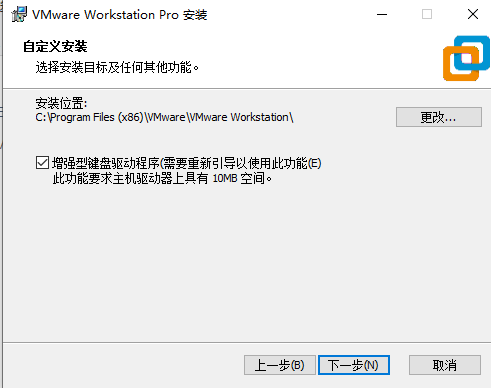 VMware Workstation Pro 安装
自定义安装
选择安装目标及任何其他功能。
安装位置:
C:\Program Files (x86)\VMware\VMware Workstation\
更改...
增强型键盘驱动程序(需要重新引导以使用此功能(E)
此功能要求主机驱动器上具有 10MB 空间。
上一步(B)
下一步(N)
取消